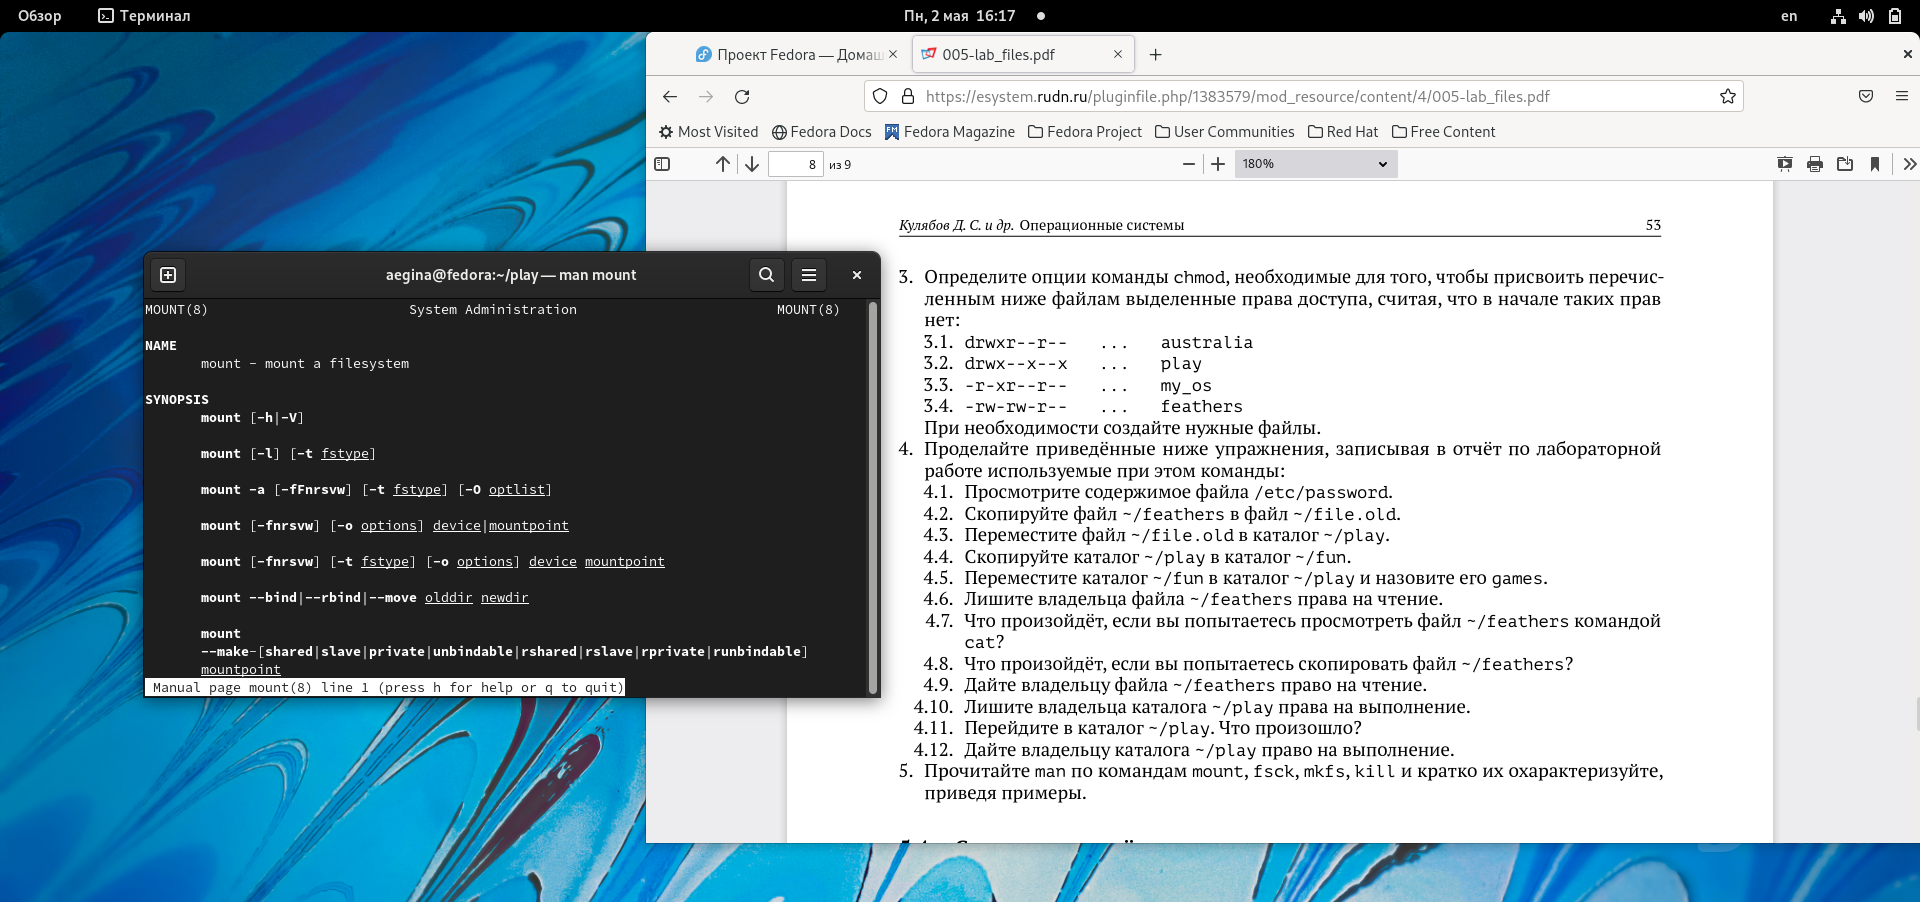 Обзор
Терминал
Пн, 2 мая 16:17
en
Проект Fedora — Домаш
005-lab_files.pdf
https://esystem.rudn.ru/pluginfile.php/1383579/mod_resource/content/4/005-lab_files.pdf
Most Visited
Fedora Docs
Fedora Magazine
Fedora Project
User Communities
Red Hat
Free Content
8 из 9
180%
Кулябов Д. С. и др. Операционные системы 53
3. Определите опции команды chmod, необходимые для того, чтобы присвоить перечис-
ленным ниже файлам выделенные права доступа, считая, что в начале таких прав
нет:
3.1. drwxr--r-- ... australia
3.2. drwx--x--x ... play
3.3. -r-xr--r-- ... my_os
3.4. -rw-rw-r-- ... feathers
При необходимости создайте нужные файлы.
4. Проделайте приведённые ниже упражнения, записывая в отчёт по лабораторной
работе используемые при этом команды:
4.1. Просмотрите содержимое файла /etc/password.
4.2. Скопируйте файл ~/feathers в файл ~/file.old.
4.3. Переместите файл ~/file.old в каталог ~/play.
4.4. Скопируйте каталог ~/play в каталог ~/fun.
4.5. Переместите каталог ~/fun в каталог ~/play и назовите его games.
4.6. Лишите владельца файла ~/feathers права на чтение.
4.7. Что произойдёт, если вы попытаетесь просмотреть файл ~/feathers командой
cat?
4.8. Что произойдёт, если вы попытаетесь скопировать файл ~/feathers?
4.9. Дайте владельцу файла ~/feathers право на чтение.
4.10. Лишите владельца каталога ~/play права на выполнение.
4.11. Перейдите в каталог ~/play. Что произошло?
4.12. Дайте владельцу каталога ~/play право на выполнение.
5. Прочитайте man по командам mount, fsck, mkfs, kill и кратко их охарактеризуйте,
приведя примеры.
aegina@fedora:~/play — man mount
MOUNT(8) System Administration MOUNT(8)
NAME
mount - mount a filesystem
SYNOPSIS
mount [-h|-V]
mount [-l] [-t fstype]
mount -a [-fFnrsvw] [-t fstype] [-O optlist]
mount [-fnrsvw] [-o options] device|mountpoint
mount [-fnrsvw] [-t fstype] [-o options] device mountpoint
mount --bind|--rbind|--move olddir newdir
mount
--make-[shared|slave|private|unbindable|rshared|rslave|rprivate|runbindable]
mountpoint
Manual page mount(8) line 1 (press h for help or q to quit)